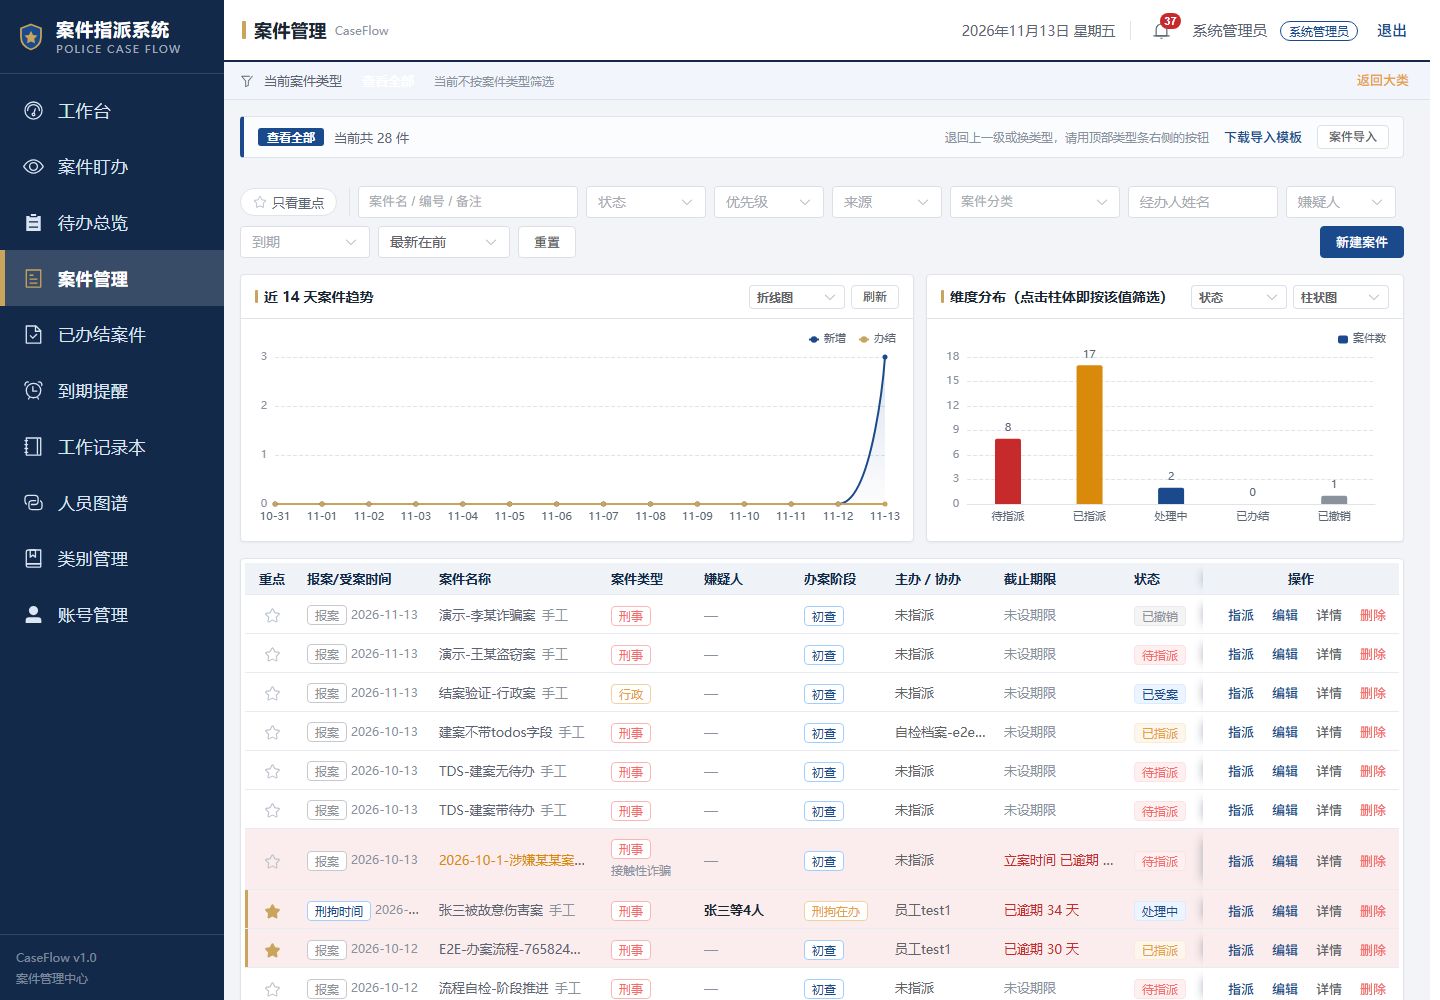 案件指派系统
POLICE CASE FLOW
工作台
案件盯办
待办总览
案件管理
已办结案件
到期提醒
工作记录本
人员图谱
类别管理
账号管理
CaseFlow v1.0
案件管理中心
案件管理 CaseFlow 2026年11月13日 星期五 37 系统管理员 系统管理员 退出
当前案件类型 查看全部 当前不按案件类型筛选 返回大类
查看全部 当前共 28 件 退回上一级或换类型，请用顶部类型条右侧的按钮 下载导入模板 案件导入
只看重点 案件名 / 编号 / 备注 状态 优先级 来源 案件分类 经办人姓名 嫌疑人
到期 最新在前 重置 新建案件
近 14 天案件趋势 折线图 刷新
新增 办结
3
2
1
0
10-31 11-01 11-02 11-03 11-04 11-05 11-06 11-07 11-08 11-09 11-10 11-11 11-12 11-13
维度分布（点击柱体即按该值筛选） 状态 柱状图
案件数
18
15
12
9
6
3
0
8 17 2 0 1
待指派 已指派 处理中 已办结 已撤销
重点 报案/受案时间 案件名称 案件类型 嫌疑人 办案阶段 主办 / 协办 截止期限 状态 操作
报案 2026-11-13 演示-李某诈骗案 手工 刑事 — 初查 未指派 未设期限 已撤销 指派 编辑 详情 删除
报案 2026-11-13 演示-王某盗窃案 手工 刑事 — 初查 未指派 未设期限 待指派 指派 编辑 详情 删除
报案 2026-11-13 结案验证-行政案 手工 行政 — 初查 未指派 未设期限 已受案 指派 编辑 详情 删除
报案 2026-10-13 建案不带todos字段 手工 刑事 — 初查 自检档案-e2e... 未设期限 已指派 指派 编辑 详情 删除
报案 2026-10-13 TDS-建案无待办 手工 刑事 — 初查 未指派 未设期限 待指派 指派 编辑 详情 删除
报案 2026-10-13 TDS-建案带待办 手工 刑事 — 初查 未指派 未设期限 待指派 指派 编辑 详情 删除
报案 2026-10-13 2026-10-1-涉嫌某某案... 刑事 接触性诈骗 — 初查 未指派 立案时间 已逾期 ... 待指派 指派 编辑 详情 删除
刑拘时间 2026-... 张三被故意伤害案 手工 刑事 张三等4人 刑拘在办 员工test1 已逾期 34 天 处理中 指派 编辑 详情 删除
报案 2026-10-12 E2E-办案流程-765824... 刑事 — 初查 员工test1 已逾期 30 天 已指派 指派 编辑 详情 删除
报案 2026-10-12 流程自检-阶段推进 手工 刑事 — 初查 未指派 未设期限 待指派 指派 编辑 详情 删除